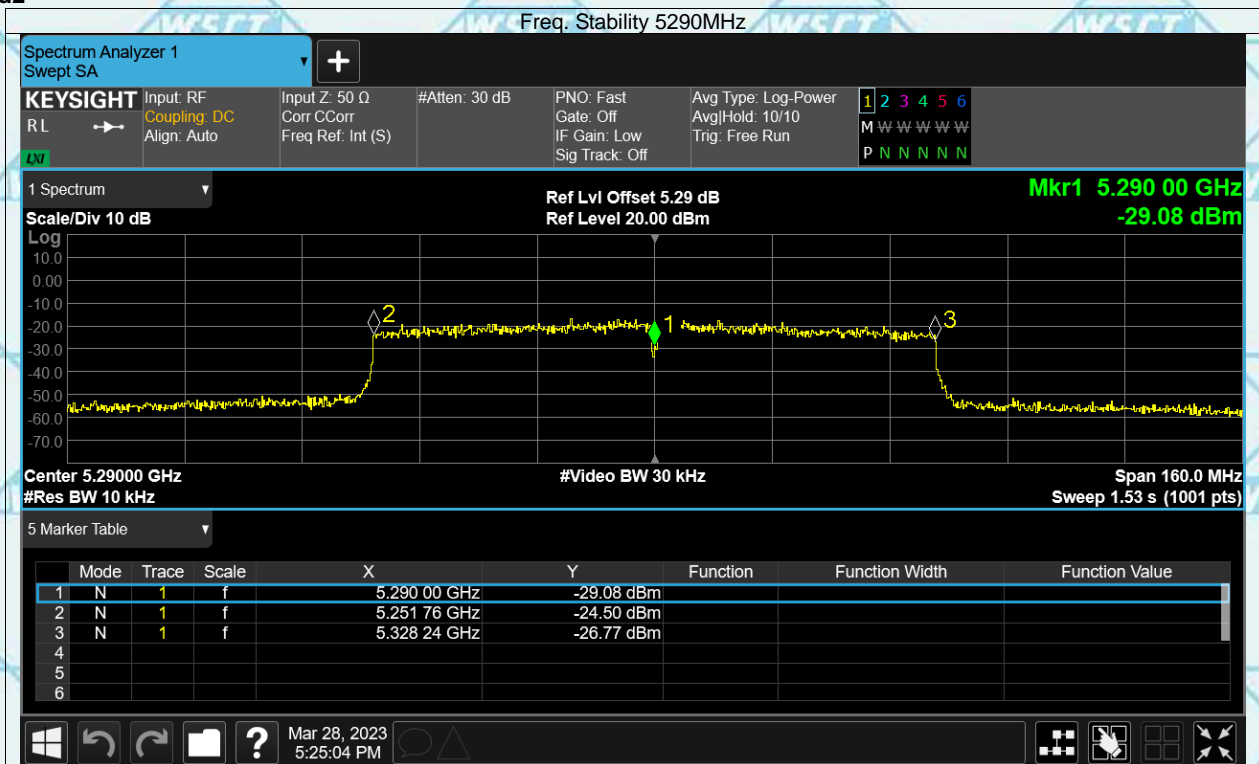 Freq. Stability 5290MHz
Spectrum Analyzer 1
Swept SA
+
KEYSIGHT
RL
LXI
Input: RF
Coupling: DC
Align: Auto
Input Z: 50 Ω
Corr CCorr
Freq Ref: Int (S)
#Atten: 30 dB
PNO: Fast
Gate: Off
IF Gain: Low
Sig Track: Off
Avg Type: Log-Power
Avg|Hold: 10/10
Trig: Free Run
1 2 3 4 5 6
M W W W W W
P N N N N N
1 Spectrum
Scale/Div 10 dB
Ref Lvl Offset 5.29 dB
Ref Level 20.00 dBm
Mkr1 5.290 00 GHz
-29.08 dBm
Log
10.0
0.00
-10.0
-20.0
-30.0
-40.0
-50.0
-60.0
-70.0
2
1
3
Center 5.29000 GHz
#Video BW 30 kHz
Span 160.0 MHz
#Res BW 10 kHz
Sweep 1.53 s (1001 pts)
5 Marker Table
Mode Trace Scale X Y Function Function Width Function Value
1 N 1 f 5.290 00 GHz -29.08 dBm
2 N 1 f 5.251 76 GHz -24.50 dBm
3 N 1 f 5.328 24 GHz -26.77 dBm
4
5
6
?
Mar 28, 2023
5:25:04 PM